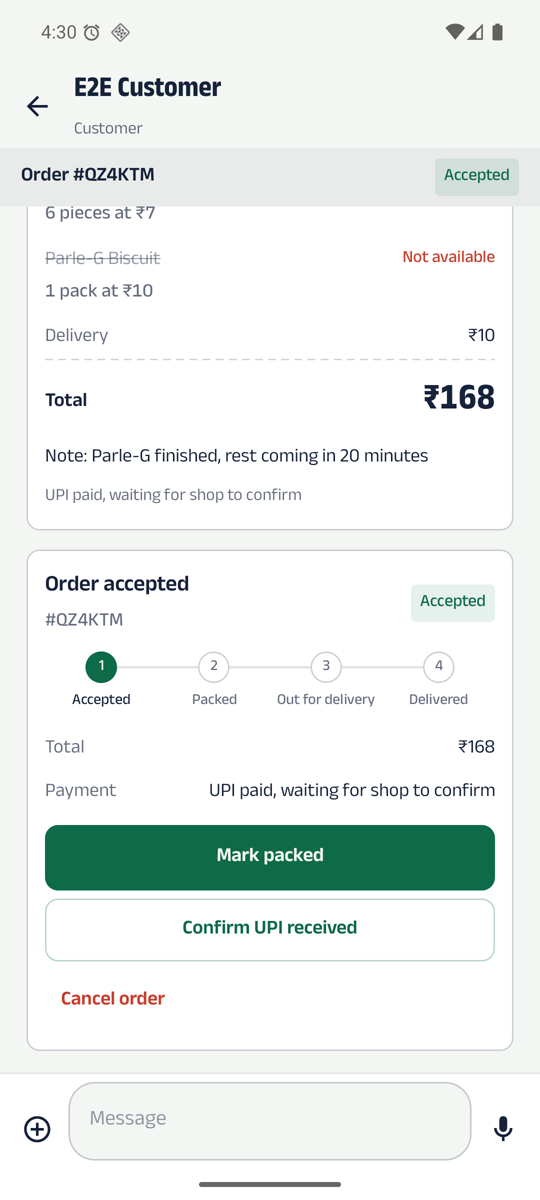 4:30
E2E Customer
Customer
Order #QZ4KTM
Accepted
6 pieces at ₹7
Parle-G Biscuit
Not available
1 pack at ₹10
Delivery
₹10
Total
₹168
Note: Parle-G finished, rest coming in 20 minutes
UPI paid, waiting for shop to confirm
Order accepted
Accepted
#QZ4KTM
1
2
3
4
Accepted
Packed
Out for delivery
Delivered
Total
₹168
Payment
UPI paid, waiting for shop to confirm
Mark packed
Confirm UPI received
Cancel order
Message